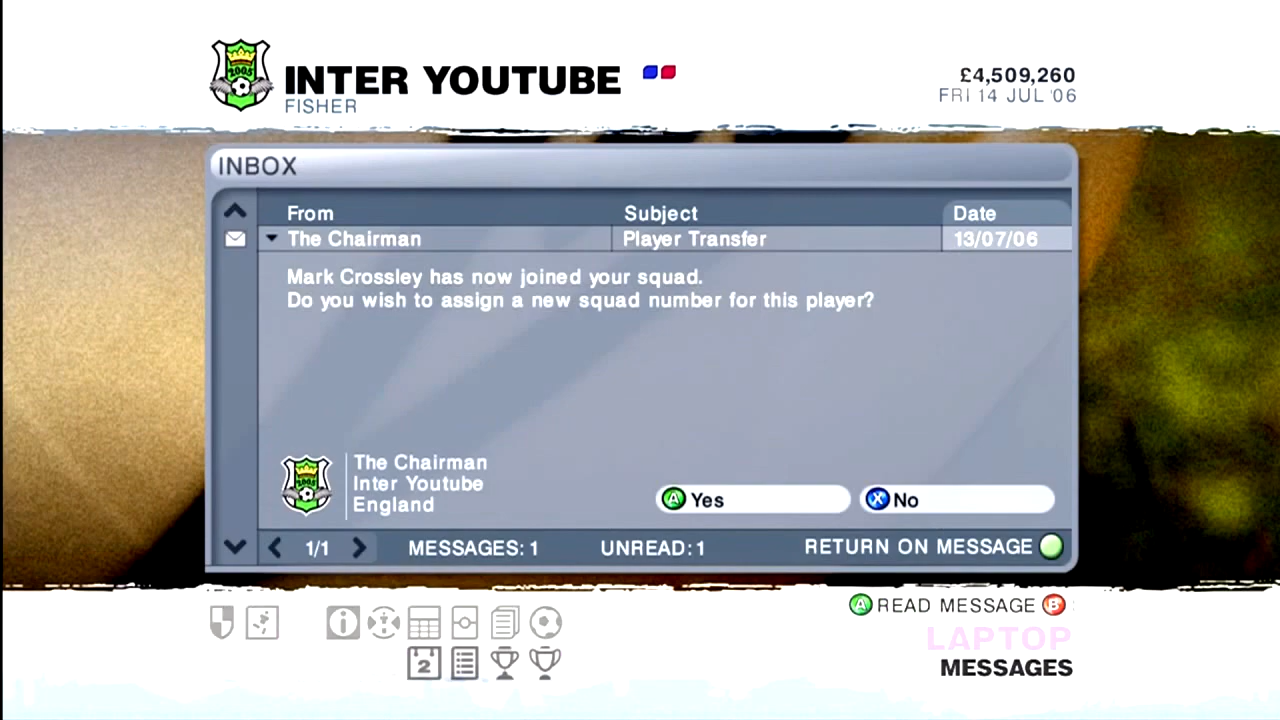 2005
INTER YOUTUBE
FISHER
£4,509,260
FRI 14 JUL '06
INBOX
From Subject Date
The Chairman Player Transfer 13/07/06
Mark Crossley has now joined your squad.
Do you wish to assign a new squad number for this player?
2005
The Chairman
Inter Youtube
England
A Yes X No
1/1 MESSAGES: 1 UNREAD: 1 RETURN ON MESSAGE
A READ MESSAGE B
LAPTOP
2
MESSAGES